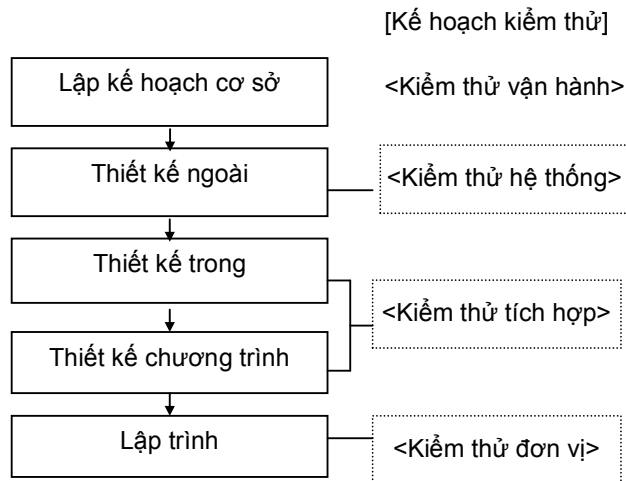 [Kế hoạch kiểm thử]
Lập kế hoạch cơ sở
<Kiểm thử vận hành>
Thiết kế ngoài
<Kiểm thử hệ thống>
Thiết kế trong
<Kiểm thử tích hợp>
Thiết kế chương trình
Lập trình
<Kiểm thử đơn vị>